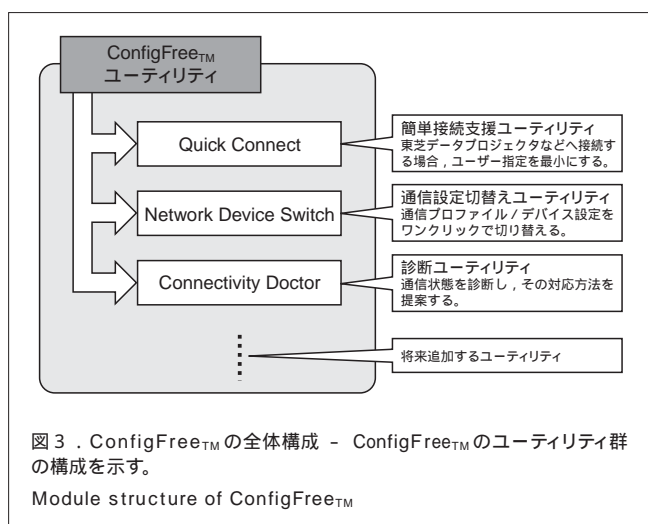 ConfigFreeTM
ユーティリティ
Quick Connect
簡単接続支援ユーティリティ
東芝データプロジェクタなどへ接続す
る場合，ユーザー指定を最小にする。
Network Device Switch
通信設定切替えユーティリティ
通信プロファイル / デバイス設定を
ワンクリックで切り替える。
Connectivity Doctor
診断ユーティリティ
通信状態を診断し，その対応方法を
提案する。
将来追加するユーティリティ
図３．ConfigFreeTMの全体構成 － ConfigFreeTMのユーティリティ群
の構成を示す。
Module structure of ConfigFreeTM